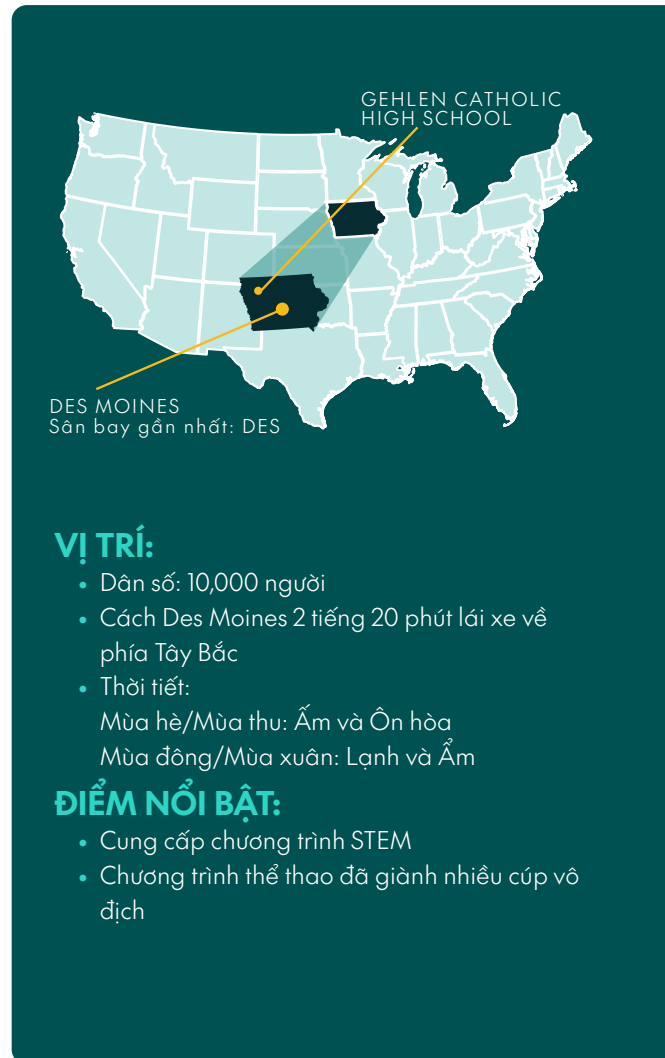 GEHLEN CATHOLIC
HIGH SCHOOL
DES MOINES
Sân bay gần nhất: DES
VỊ TRÍ:
• Dân số: 10,000 người
• Cách Des Moines 2 tiếng 20 phút lái xe về
phía Tây Bắc
• Thời tiết:
Mùa hè/Mùa thu: Ấm và Ôn hòa
Mùa đông/Mùa xuân: Lạnh và Ẩm
ĐIỂM NỔI BẬT:
• Cung cấp chương trình STEM
• Chương trình thể thao đã giành nhiều cúp vô
địch